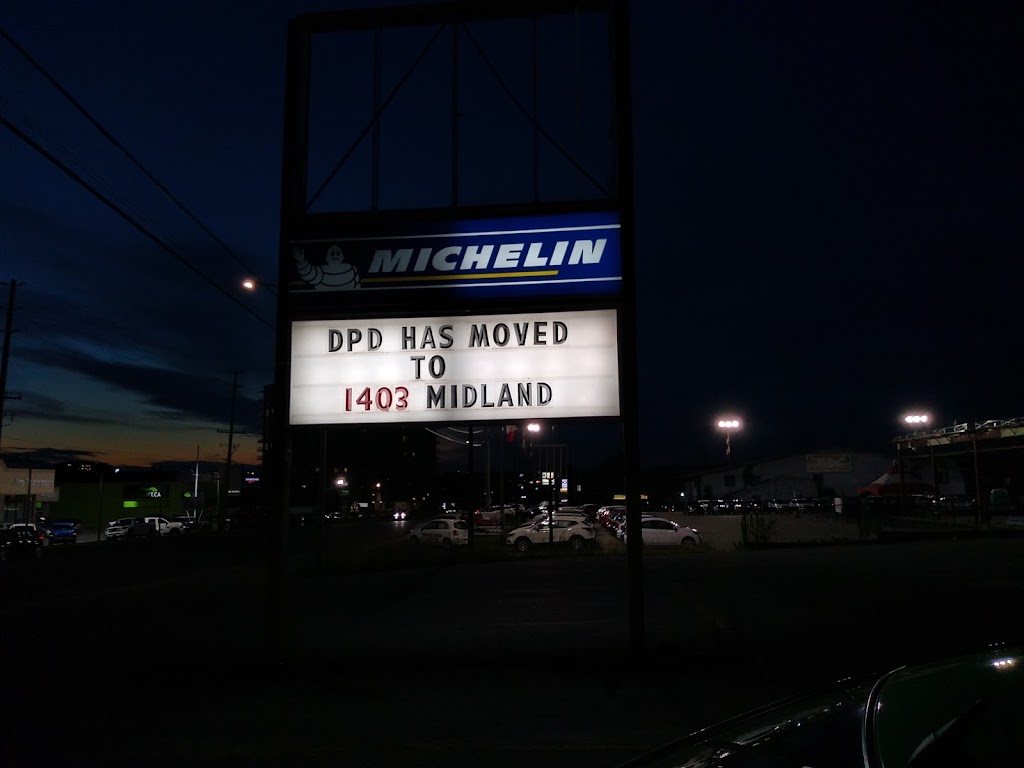 MICHELIN
DPD HAS MOVED
TO
1403 MIDLAND